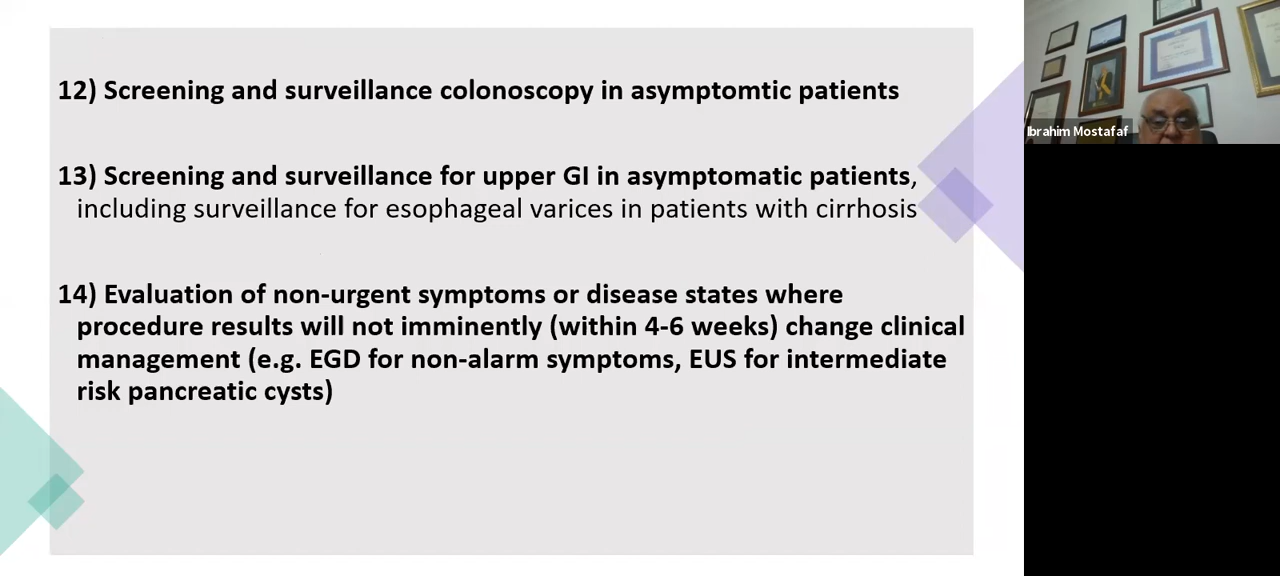 12) Screening and surveillance colonoscopy in asymptomtic patients
13) Screening and surveillance for upper GI in asymptomatic patients,
including surveillance for esophageal varices in patients with cirrhosis
14) Evaluation of non-urgent symptoms or disease states where
procedure results will not imminently (within 4-6 weeks) change clinical
management (e.g. EGD for non-alarm symptoms, EUS for intermediate
risk pancreatic cysts)
Ibrahim Mostafaf